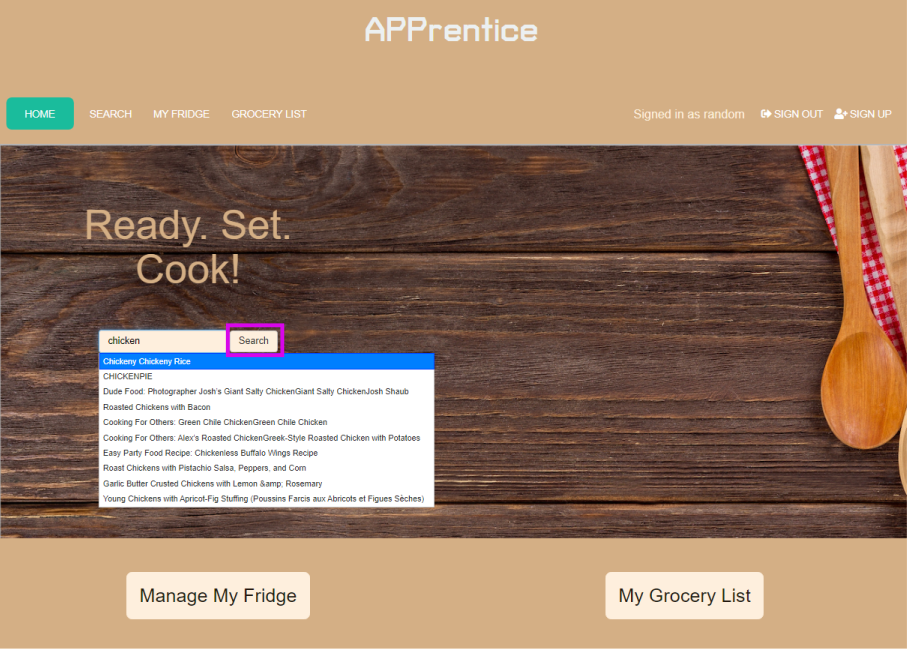 APPrentice
HOME SEARCH MY FRIDGE GROCERY LIST Signed in as random SIGN OUT SIGN UP
Ready. Set.
Cook!
chicken Search
Chickeny Chickeny Rice
CHICKENPIE
Dude Food: Photographer Josh's Giant Salty ChickenGiant Salty ChickenJosh Shaub
Roasted Chickens with Bacon
Cooking For Others: Green Chile ChickenGreen Chile Chicken
Cooking For Others: Alex's Roasted ChickenGreek-Style Roasted Chicken with Potatoes
Easy Party Food Recipe: Chickenless Buffalo Wings Recipe
Roast Chickens with Pistachio Salsa, Peppers, and Corn
Garlic Butter Crusted Chickens with Lemon &amp; Rosemary
Young Chickens with Apricot-Fig Stuffing (Poussins Farcis aux Abricots et Figues Sèches)
Manage My Fridge My Grocery List